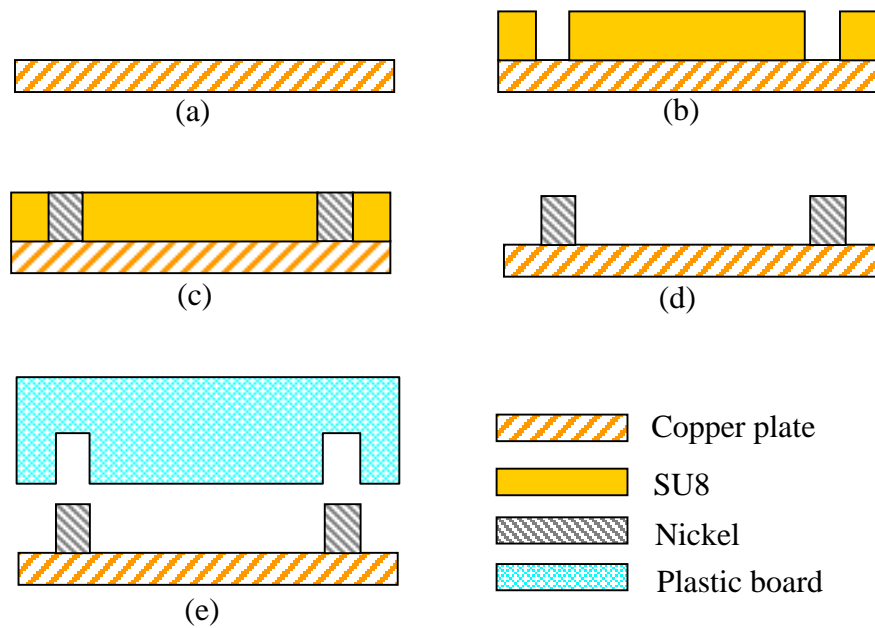 (a)
(b)
(c)
(d)
(e)
Copper plate
SU8
Nickel
Plastic board